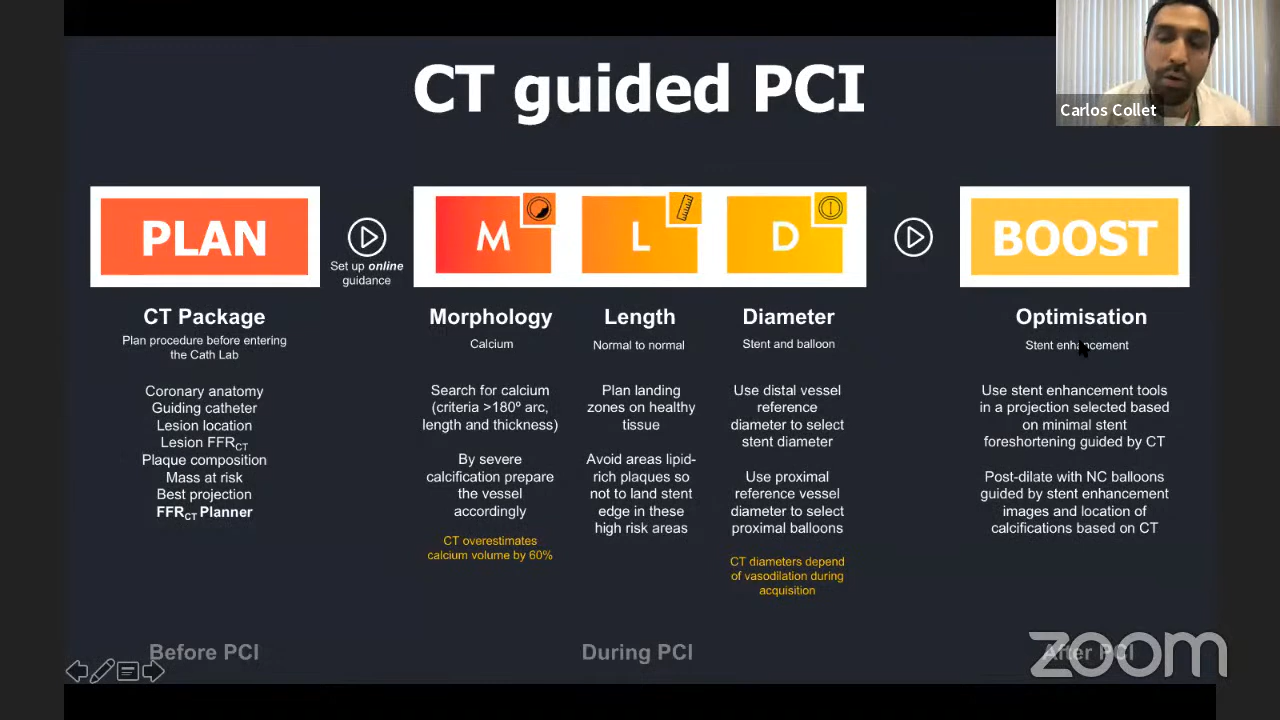 CT guided PCI
Carlos Collet
PLAN
Set up online
guidance
M
L
D
BOOST
CT Package
Plan procedure before entering
the Cath Lab
Coronary anatomy
Guiding catheter
Lesion location
Lesion FFRCT
Plaque composition
Mass at risk
Best projection
FFRCT Planner
Morphology
Calcium
Search for calcium
(criteria >180º arc,
length and thickness)
By severe
calcification prepare
the vessel
accordingly
CT overestimates
calcium volume by 60%
Length
Normal to normal
Plan landing
zones on healthy
tissue
Avoid areas lipid-
rich plaques so
not to land stent
edge in these
high risk areas
Diameter
Stent and balloon
Use distal vessel
reference
diameter to select
stent diameter
Use proximal
reference vessel
diameter to select
proximal balloons
CT diameters depend
of vasodilation during
acquisition
Optimisation
Stent enhancement
Use stent enhancement tools
in a projection selected based
on minimal stent
foreshortening guided by CT
Post-dilate with NC balloons
guided by stent enhancement
images and location of
calcifications based on CT
Before PCI
During PCI
After PCI
zoom